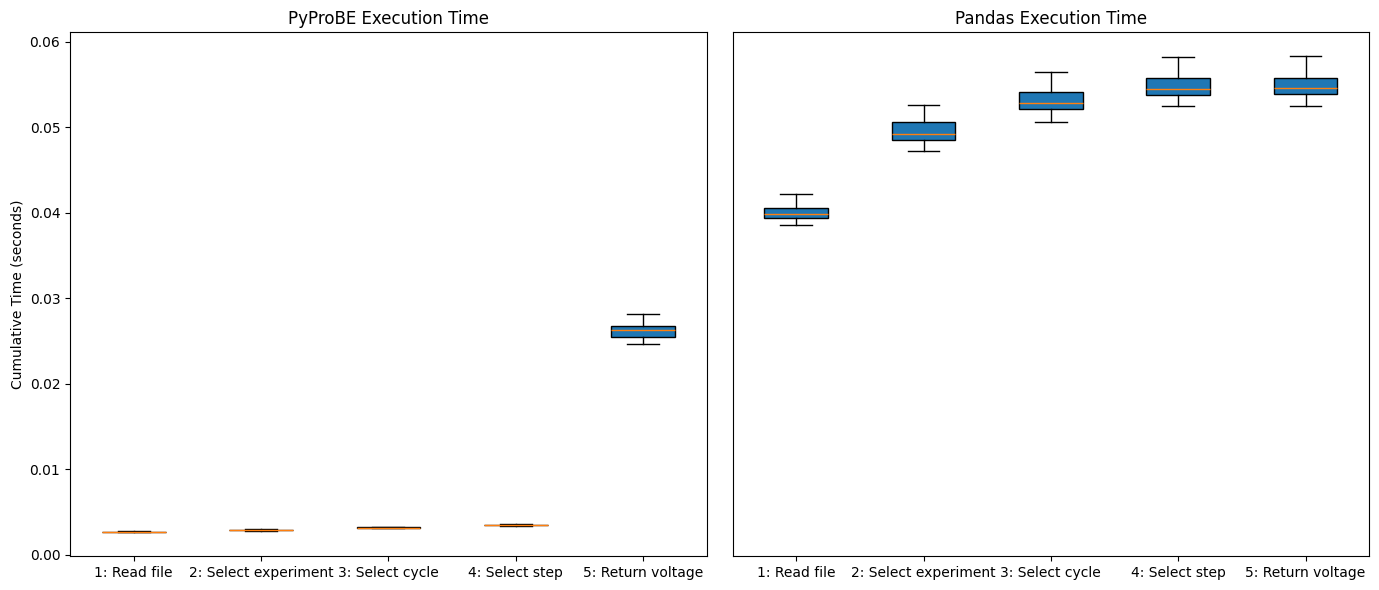 PyProBE Execution Time
Pandas Execution Time
Cumulative Time (seconds)
0.06
0.05
0.04
0.03
0.02
0.01
0.00
1: Read file 2: Select experiment 3: Select cycle 4: Select step 5: Return voltage
1: Read file 2: Select experiment 3: Select cycle 4: Select step 5: Return voltage